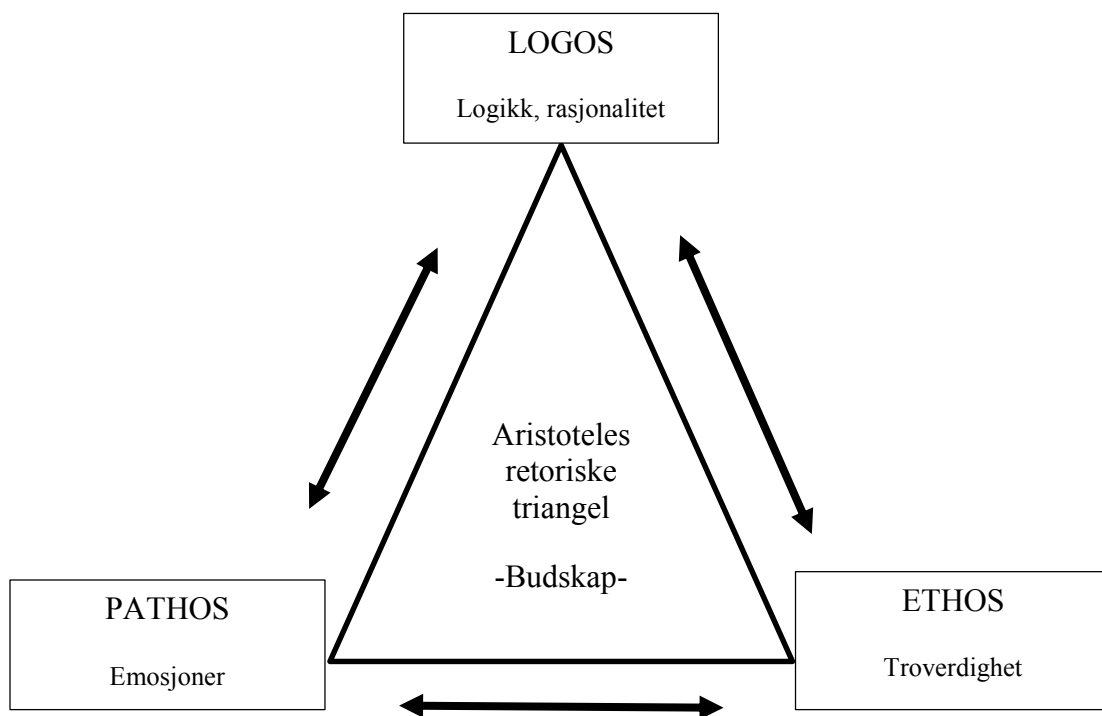 LOGOS
Logikk, rasjonalitet
Aristoteles
retoriske
triangel
-Budskap-
PATHOS
Emosjoner
ETHOS
Troverdighet